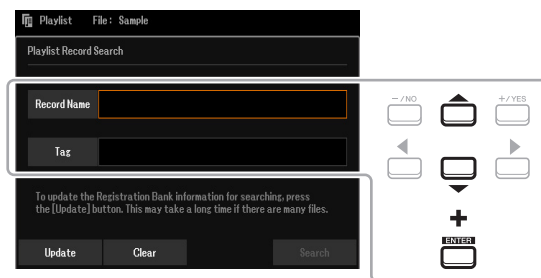 Playlist File: Sample
Playlist Record Search
Record Name
Tag
To update the Registration Bank information for searching, press
the [Update] button. This may take a long time if there are many files.
Update Clear Search
－/NO +/YES
+
ENTER